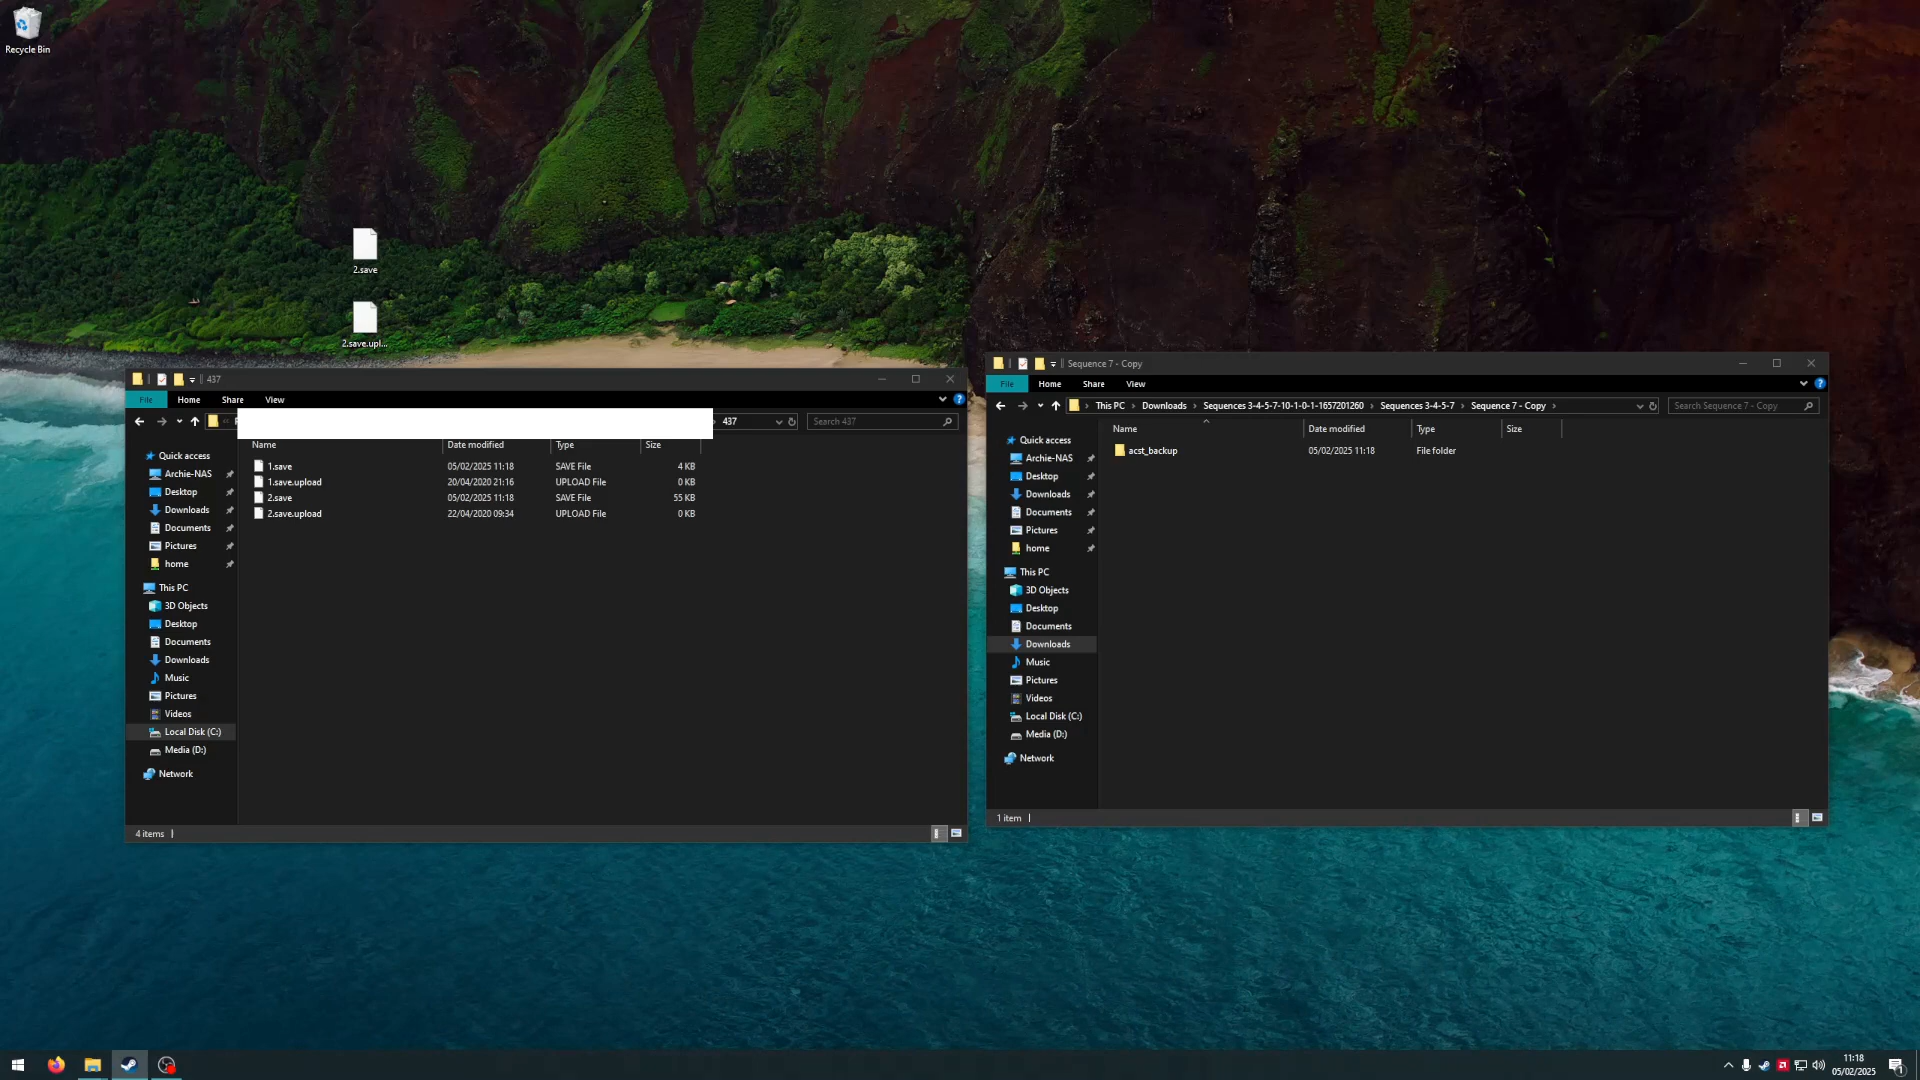 Recycle Bin
2.save
2.save.upl...
437
File Home Share View
437 Search 437
Name Date modified Type Size
1.save 05/02/2025 11:18 SAVE File 4 KB
1.save.upload 20/04/2020 21:16 UPLOAD File 0 KB
2.save 05/02/2025 11:18 SAVE File 55 KB
2.save.upload 22/04/2020 09:34 UPLOAD File 0 KB
Quick access
Archie-NAS
Desktop
Downloads
Documents
Pictures
home
This PC
3D Objects
Desktop
Documents
Downloads
Music
Pictures
Videos
Local Disk (C:)
Media (D:)
Network
4 items
Sequence 7 - Copy
File Home Share View
This PC Downloads Sequences 3-4-5-7-10-1-0-1-1657201260 Sequences 3-4-5-7 Sequence 7 - Copy Search Sequence 7 - Copy
Name Date modified Type Size
acst_backup 05/02/2025 11:18 File folder
Quick access
Archie-NAS
Desktop
Downloads
Documents
Pictures
home
This PC
3D Objects
Desktop
Documents
Downloads
Music
Pictures
Videos
Local Disk (C:)
Media (D:)
Network
1 item
11:18
05/02/2025